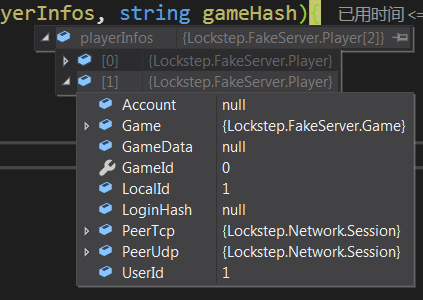 yerInfos, string gameHash){ 已用时间 <=
playerInfos {Lockstep.FakeServer.Player[2]}
[0] {Lockstep.FakeServer.Player}
[1] {Lockstep.FakeServer.Player}
Account null
Game {Lockstep.FakeServer.Game}
GameData null
GameId 0
LocalId 1
LoginHash null
PeerTcp {Lockstep.Network.Session}
PeerUdp {Lockstep.Network.Session}
UserId 1